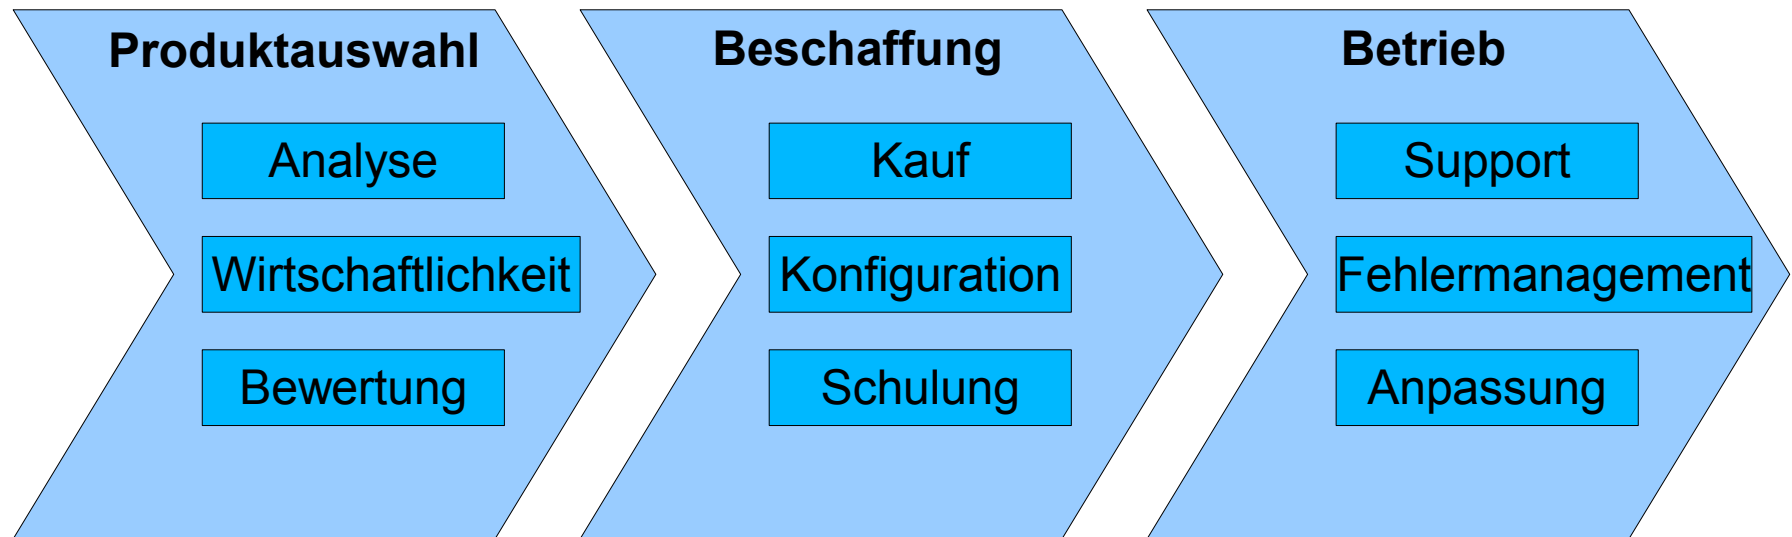 Produktauswahl
Analyse
Wirtschaftlichkeit
Bewertung
Beschaffung
Kauf
Konfiguration
Schulung
Betrieb
Support
Fehlermanagement
Anpassung